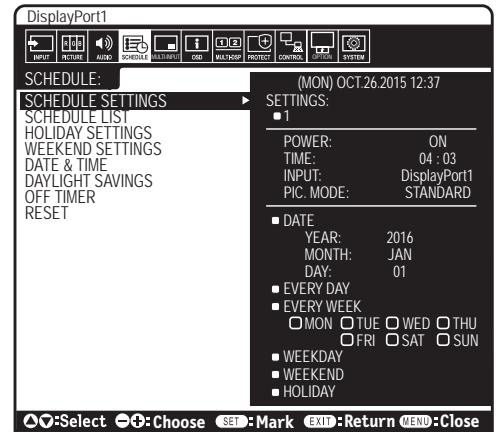 DisplayPort1
INPUT PICTURE AUDIO SCHEDULE MULTI-INPUT OSD MULTI-DSP PROTECT CONTROL OPTION SYSTEM
SCHEDULE:
SCHEDULE SETTINGS
SCHEDULE LIST
HOLIDAY SETTINGS
WEEKEND SETTINGS
DATE & TIME
DAYLIGHT SAVINGS
OFF TIMER
RESET
(MON) OCT.26.2015 12:37
SETTINGS:
1
POWER: ON
TIME: 04 : 03
INPUT: DisplayPort1
PIC. MODE: STANDARD
DATE
YEAR: 2016
MONTH: JAN
DAY: 01
EVERY DAY
EVERY WEEK
MON TUE WED THU
FRI SAT SUN
WEEKDAY
WEEKEND
HOLIDAY
:Select :Choose SET :Mark EXIT :Return MENU :Close